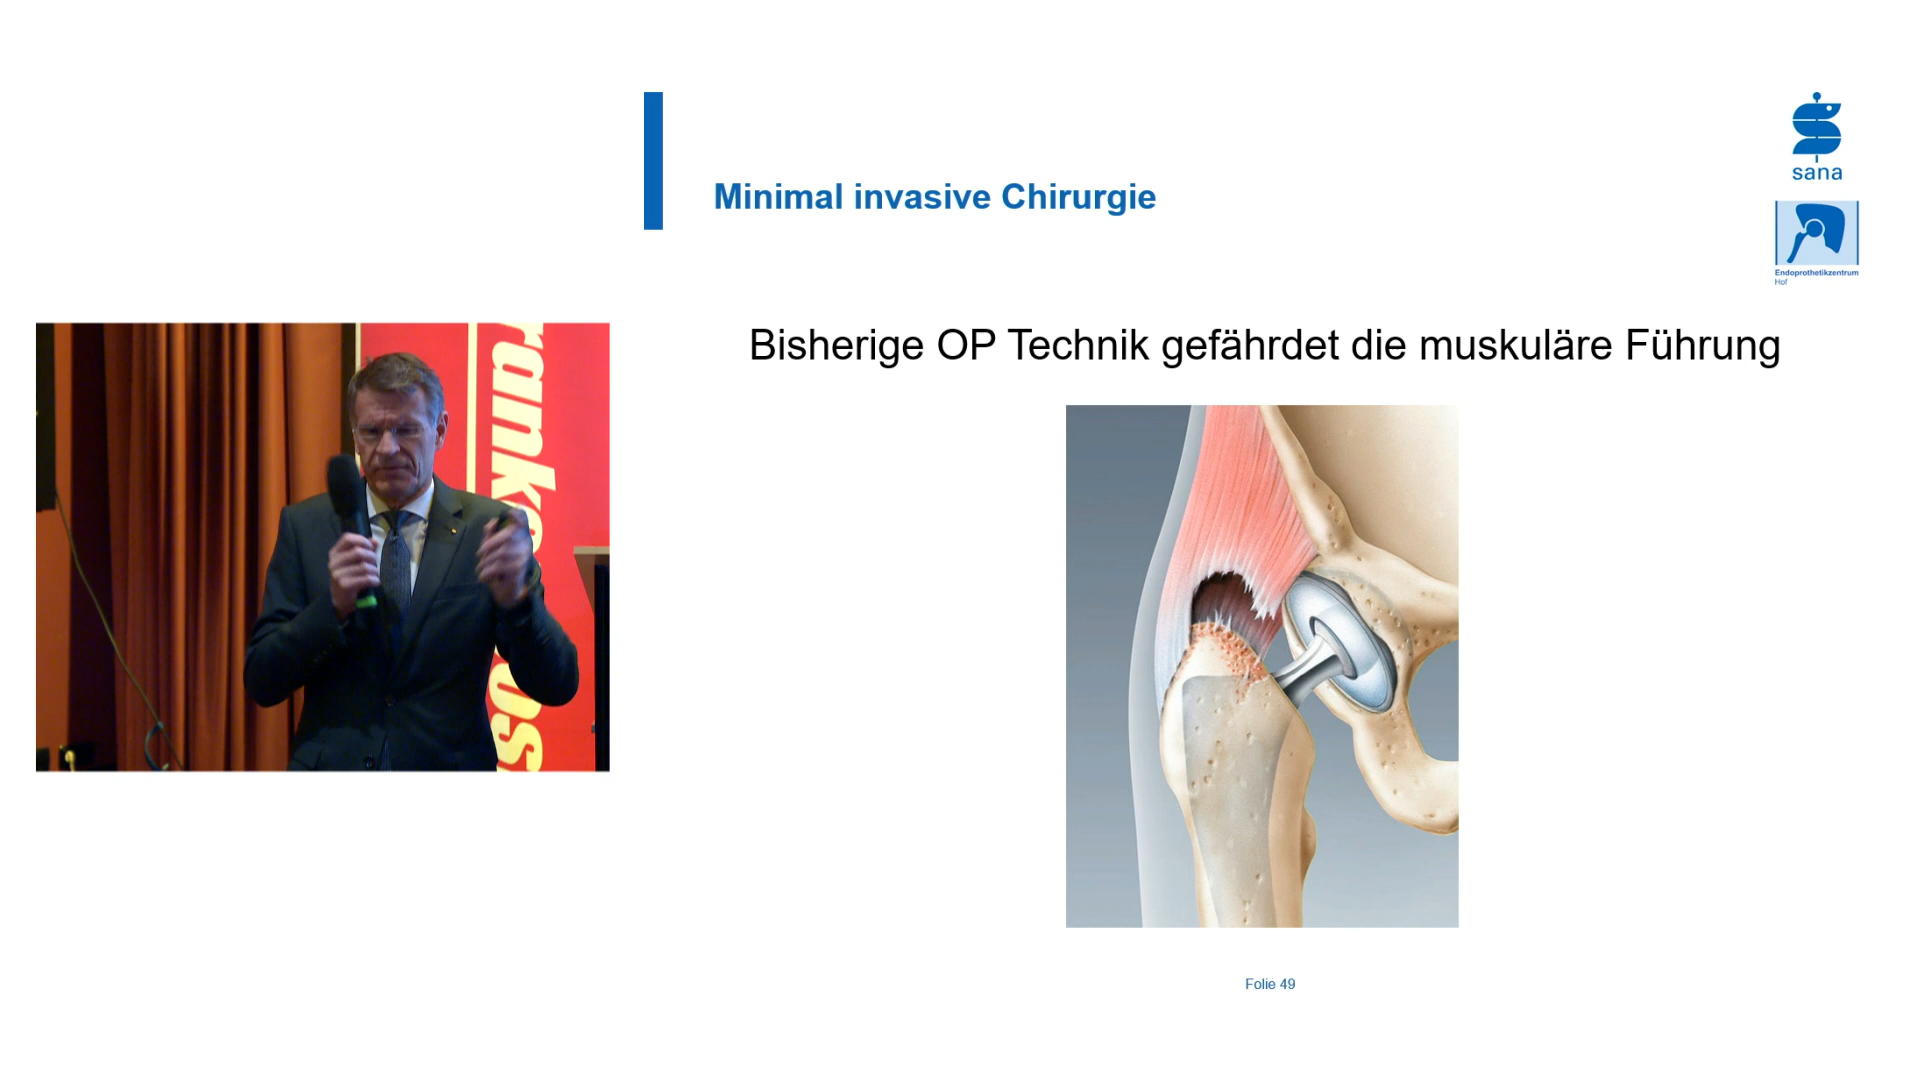 Minimal invasive Chirurgie
sana
Endoprothetikzentrum
Hof
Bisherige OP Technik gefährdet die muskuläre Führung
Folie 49